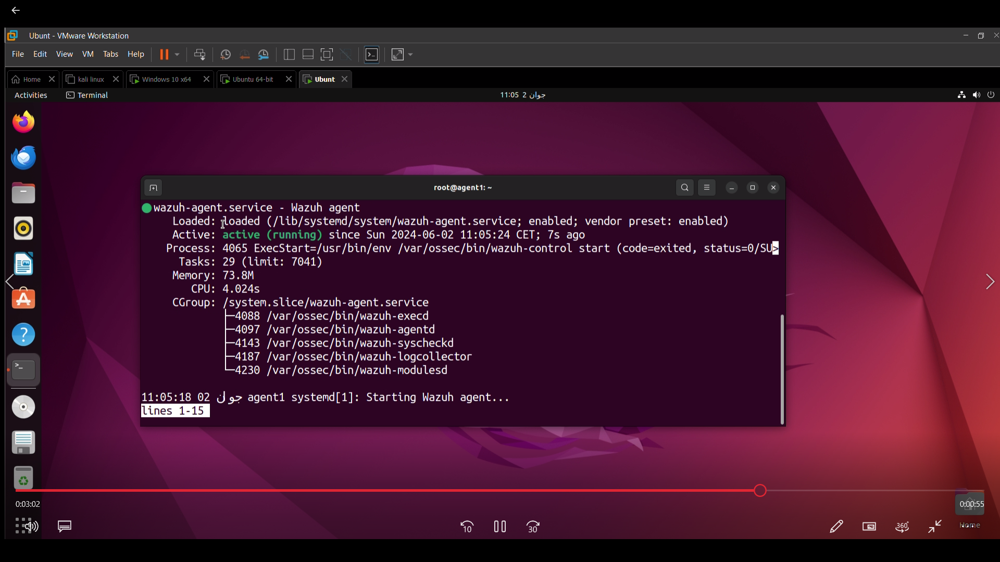 Ubunt - VMware Workstation
File Edit View VM Tabs Help
Home kali linux Windows 10 x64 Ubuntu 64-bit Ubunt
Activities Terminal 11:05 2 جوان
root@agent1: ~
wazuh-agent.service - Wazuh agent
Loaded: loaded (/lib/systemd/system/wazuh-agent.service; enabled; vendor preset: enabled)
Active: active (running) since Sun 2024-06-02 11:05:24 CET; 7s ago
Process: 4065 ExecStart=/usr/bin/env /var/ossec/bin/wazuh-control start (code=exited, status=0/SU>
Tasks: 29 (limit: 7041)
Memory: 73.8M
CPU: 4.024s
CGroup: /system.slice/wazuh-agent.service
├─4088 /var/ossec/bin/wazuh-execd
├─4097 /var/ossec/bin/wazuh-agentd
├─4143 /var/ossec/bin/wazuh-syscheckd
├─4187 /var/ossec/bin/wazuh-logcollector
└─4230 /var/ossec/bin/wazuh-modulesd
11:05:18 02 جوان agent1 systemd[1]: Starting Wazuh agent...
lines 1-15
0:03:02 0:00:55
10 30 360° Home